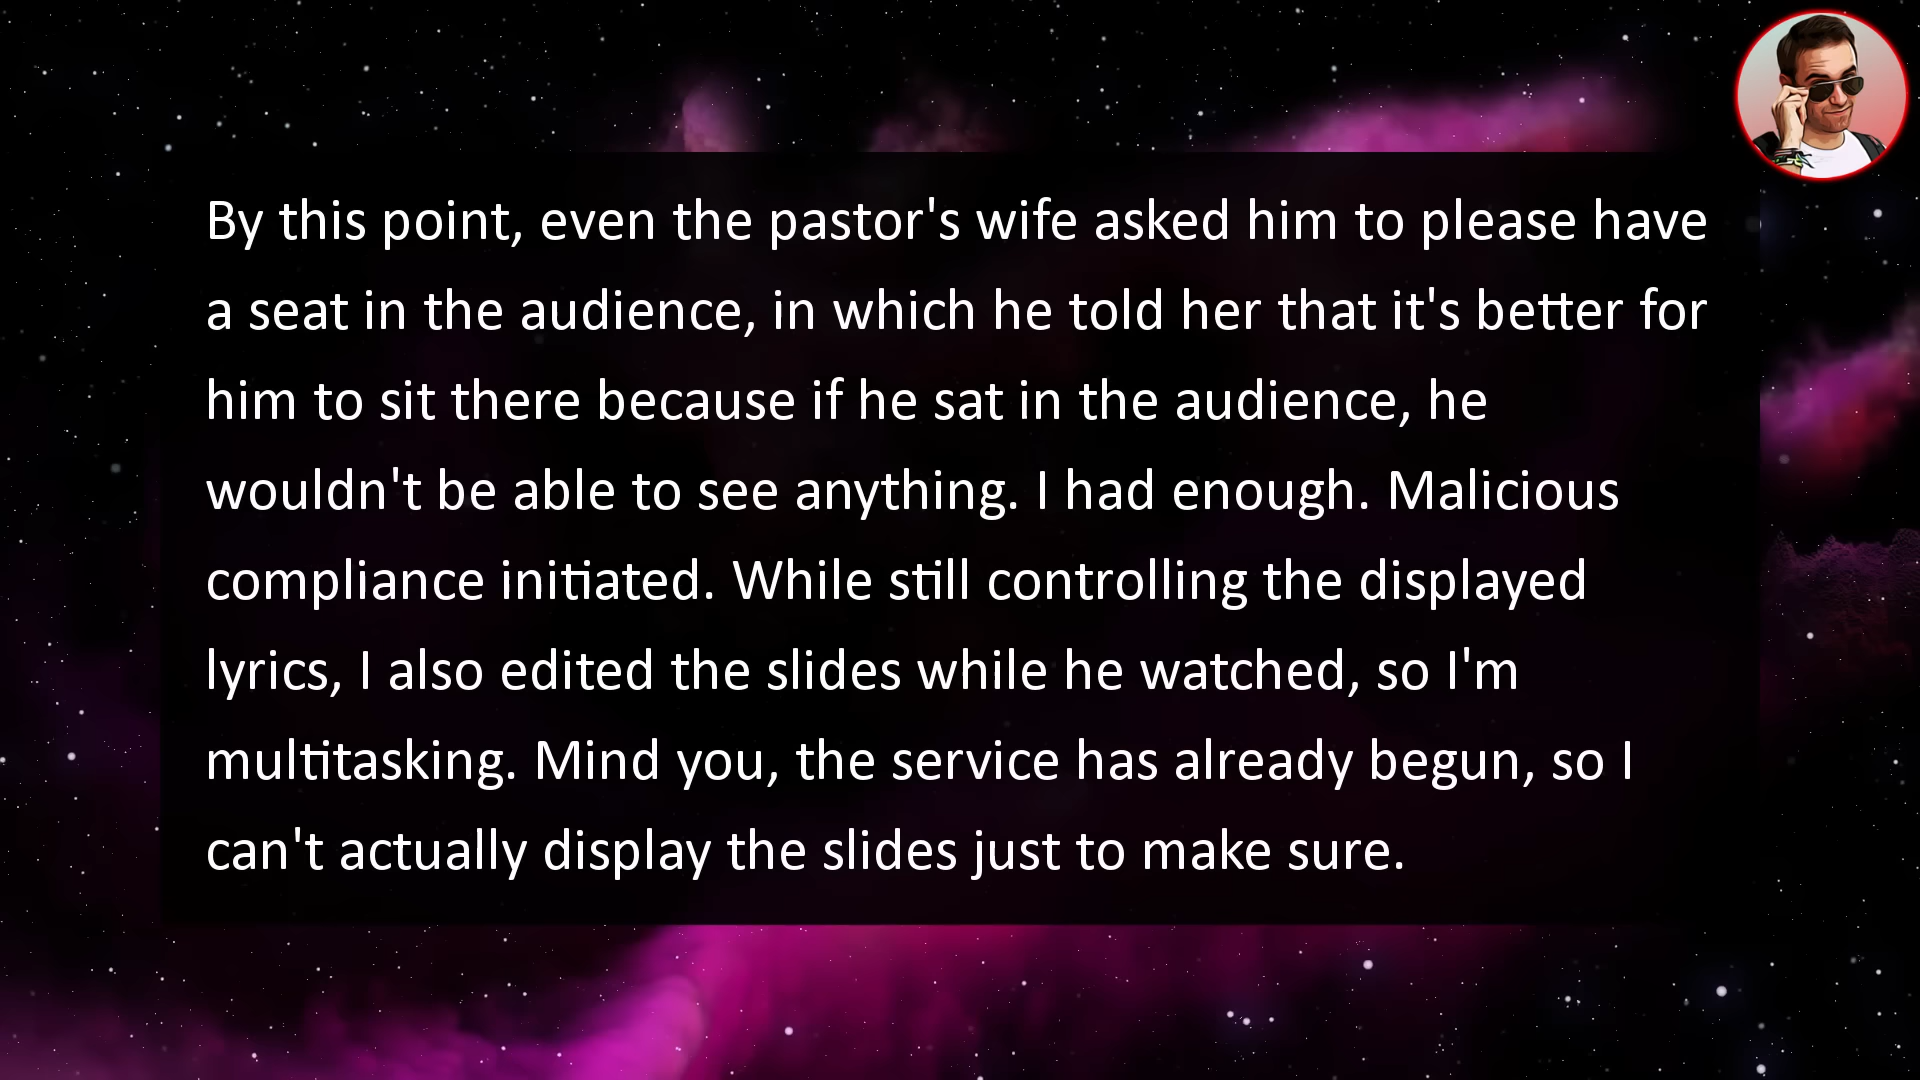 By this point, even the pastor's wife asked him to please have
a seat in the audience, in which he told her that it's better for
him to sit there because if he sat in the audience, he
wouldn't be able to see anything. I had enough. Malicious
compliance initiated. While still controlling the displayed
lyrics, I also edited the slides while he watched, so I'm
multitasking. Mind you, the service has already begun, so I
can't actually display the slides just to make sure.